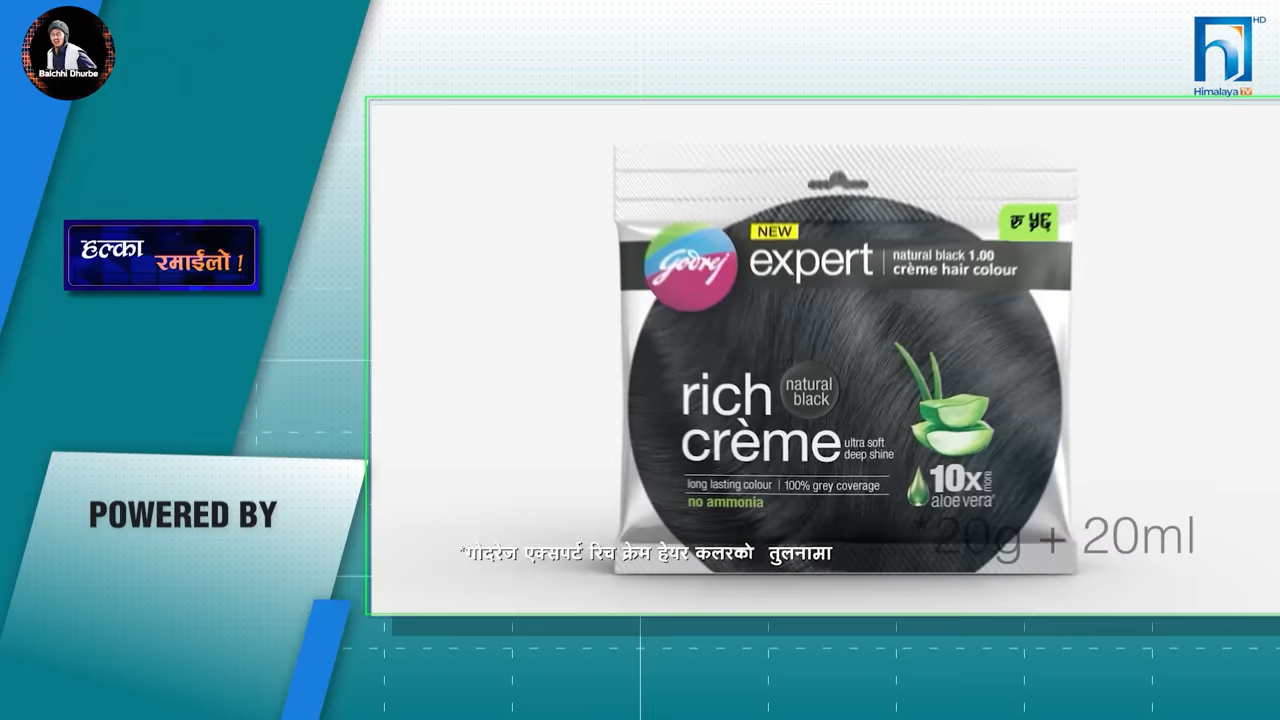 Baichhi Dhurbe
HD
Himalaya TV
हल्का
रमाईलो !
POWERED BY
रु ५६
Godrej
NEW
expert
natural black 1.00
crème hair colour
rich
crème
natural
black
ultra soft
deep shine
long lasting colour | 100% grey coverage
no ammonia
10x more
aloe vera*
*20g + 20ml
*गोदरेज एक्सपर्ट रिच क्रेम हेयर कलरको तुलनामा